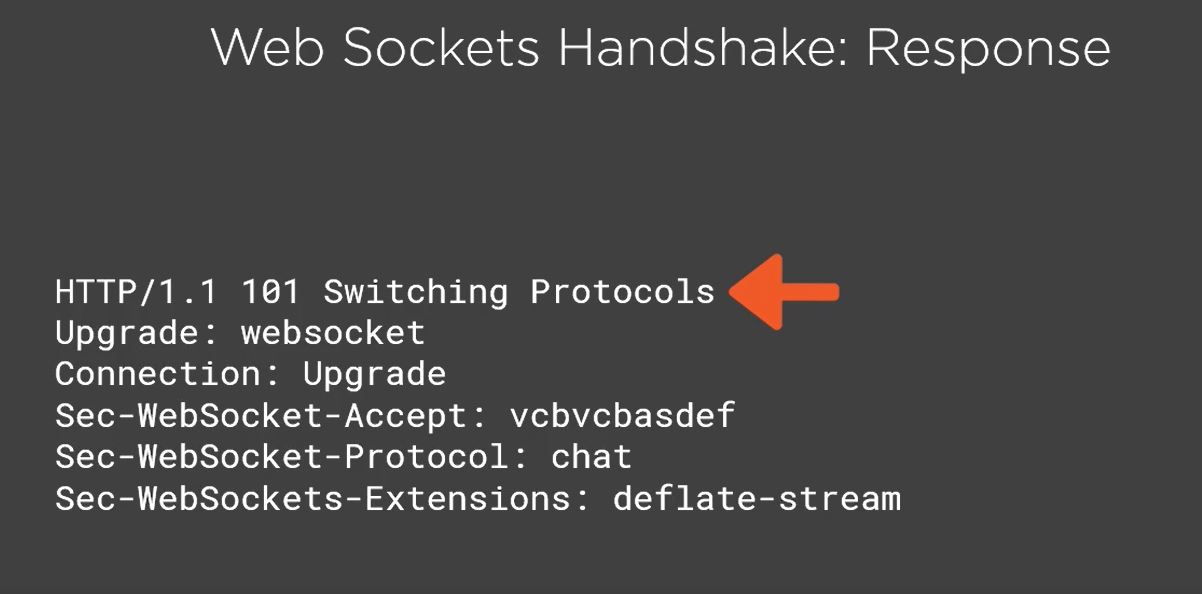 Web Sockets Handshake: Response
HTTP/1.1 101 Switching Protocols
Upgrade: websocket
Connection: Upgrade
Sec-WebSocket-Accept: vcbvcbasdef
Sec-WebSocket-Protocol: chat
Sec-WebSockets-Extensions: deflate-stream